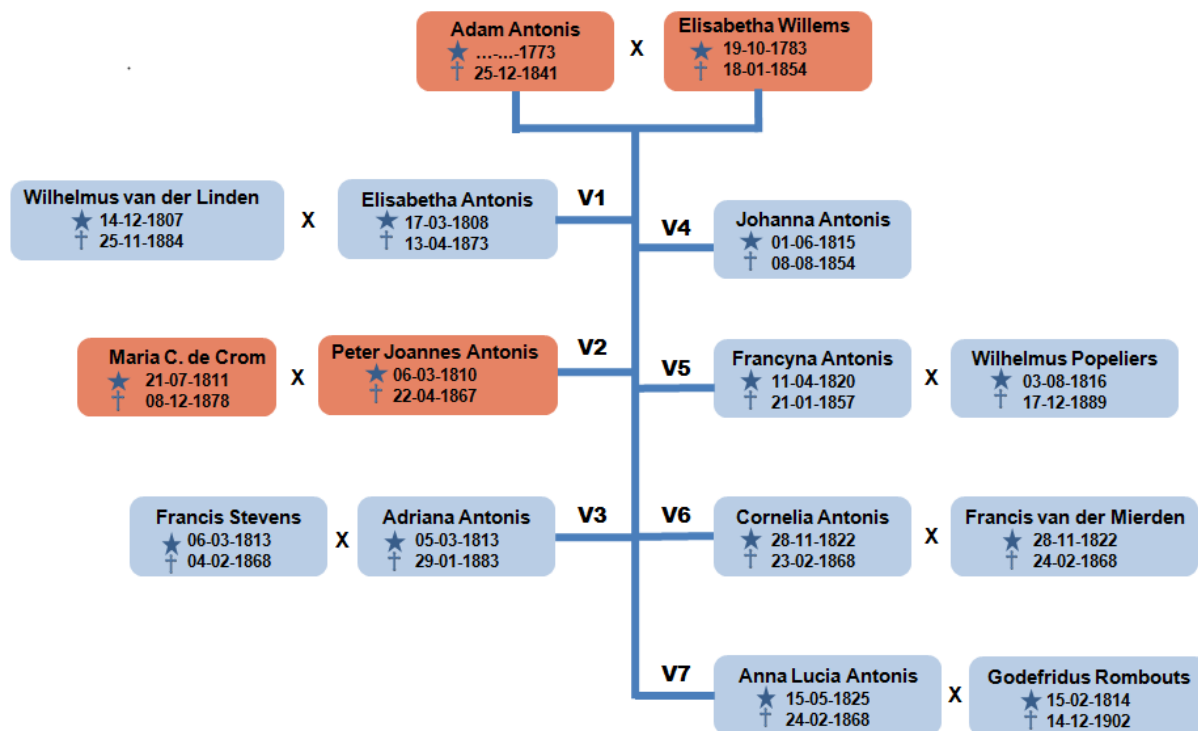 Adam Antonis
★ ...-...-1773
† 25-12-1841
X
Elisabetha Willems
★ 19-10-1783
† 18-01-1854
Wilhelmus van der Linden
★ 14-12-1807
† 25-11-1884
X
Elisabetha Antonis
★ 17-03-1808
† 13-04-1873
V1
V4
Johanna Antonis
★ 01-06-1815
† 08-08-1854
Maria C. de Crom
★ 21-07-1811
† 08-12-1878
X
Peter Joannes Antonis
★ 06-03-1810
† 22-04-1867
V2
V5
Francyna Antonis
★ 11-04-1820
† 21-01-1857
X
Wilhelmus Popeliers
★ 03-08-1816
† 17-12-1889
Francis Stevens
★ 06-03-1813
† 04-02-1868
X
Adriana Antonis
★ 05-03-1813
† 29-01-1883
V3
V6
Cornelia Antonis
★ 28-11-1822
† 23-02-1868
X
Francis van der Mierden
★ 28-11-1822
† 24-02-1868
V7
Anna Lucia Antonis
★ 15-05-1825
† 24-02-1868
X
Godefridus Rombouts
★ 15-02-1814
† 14-12-1902